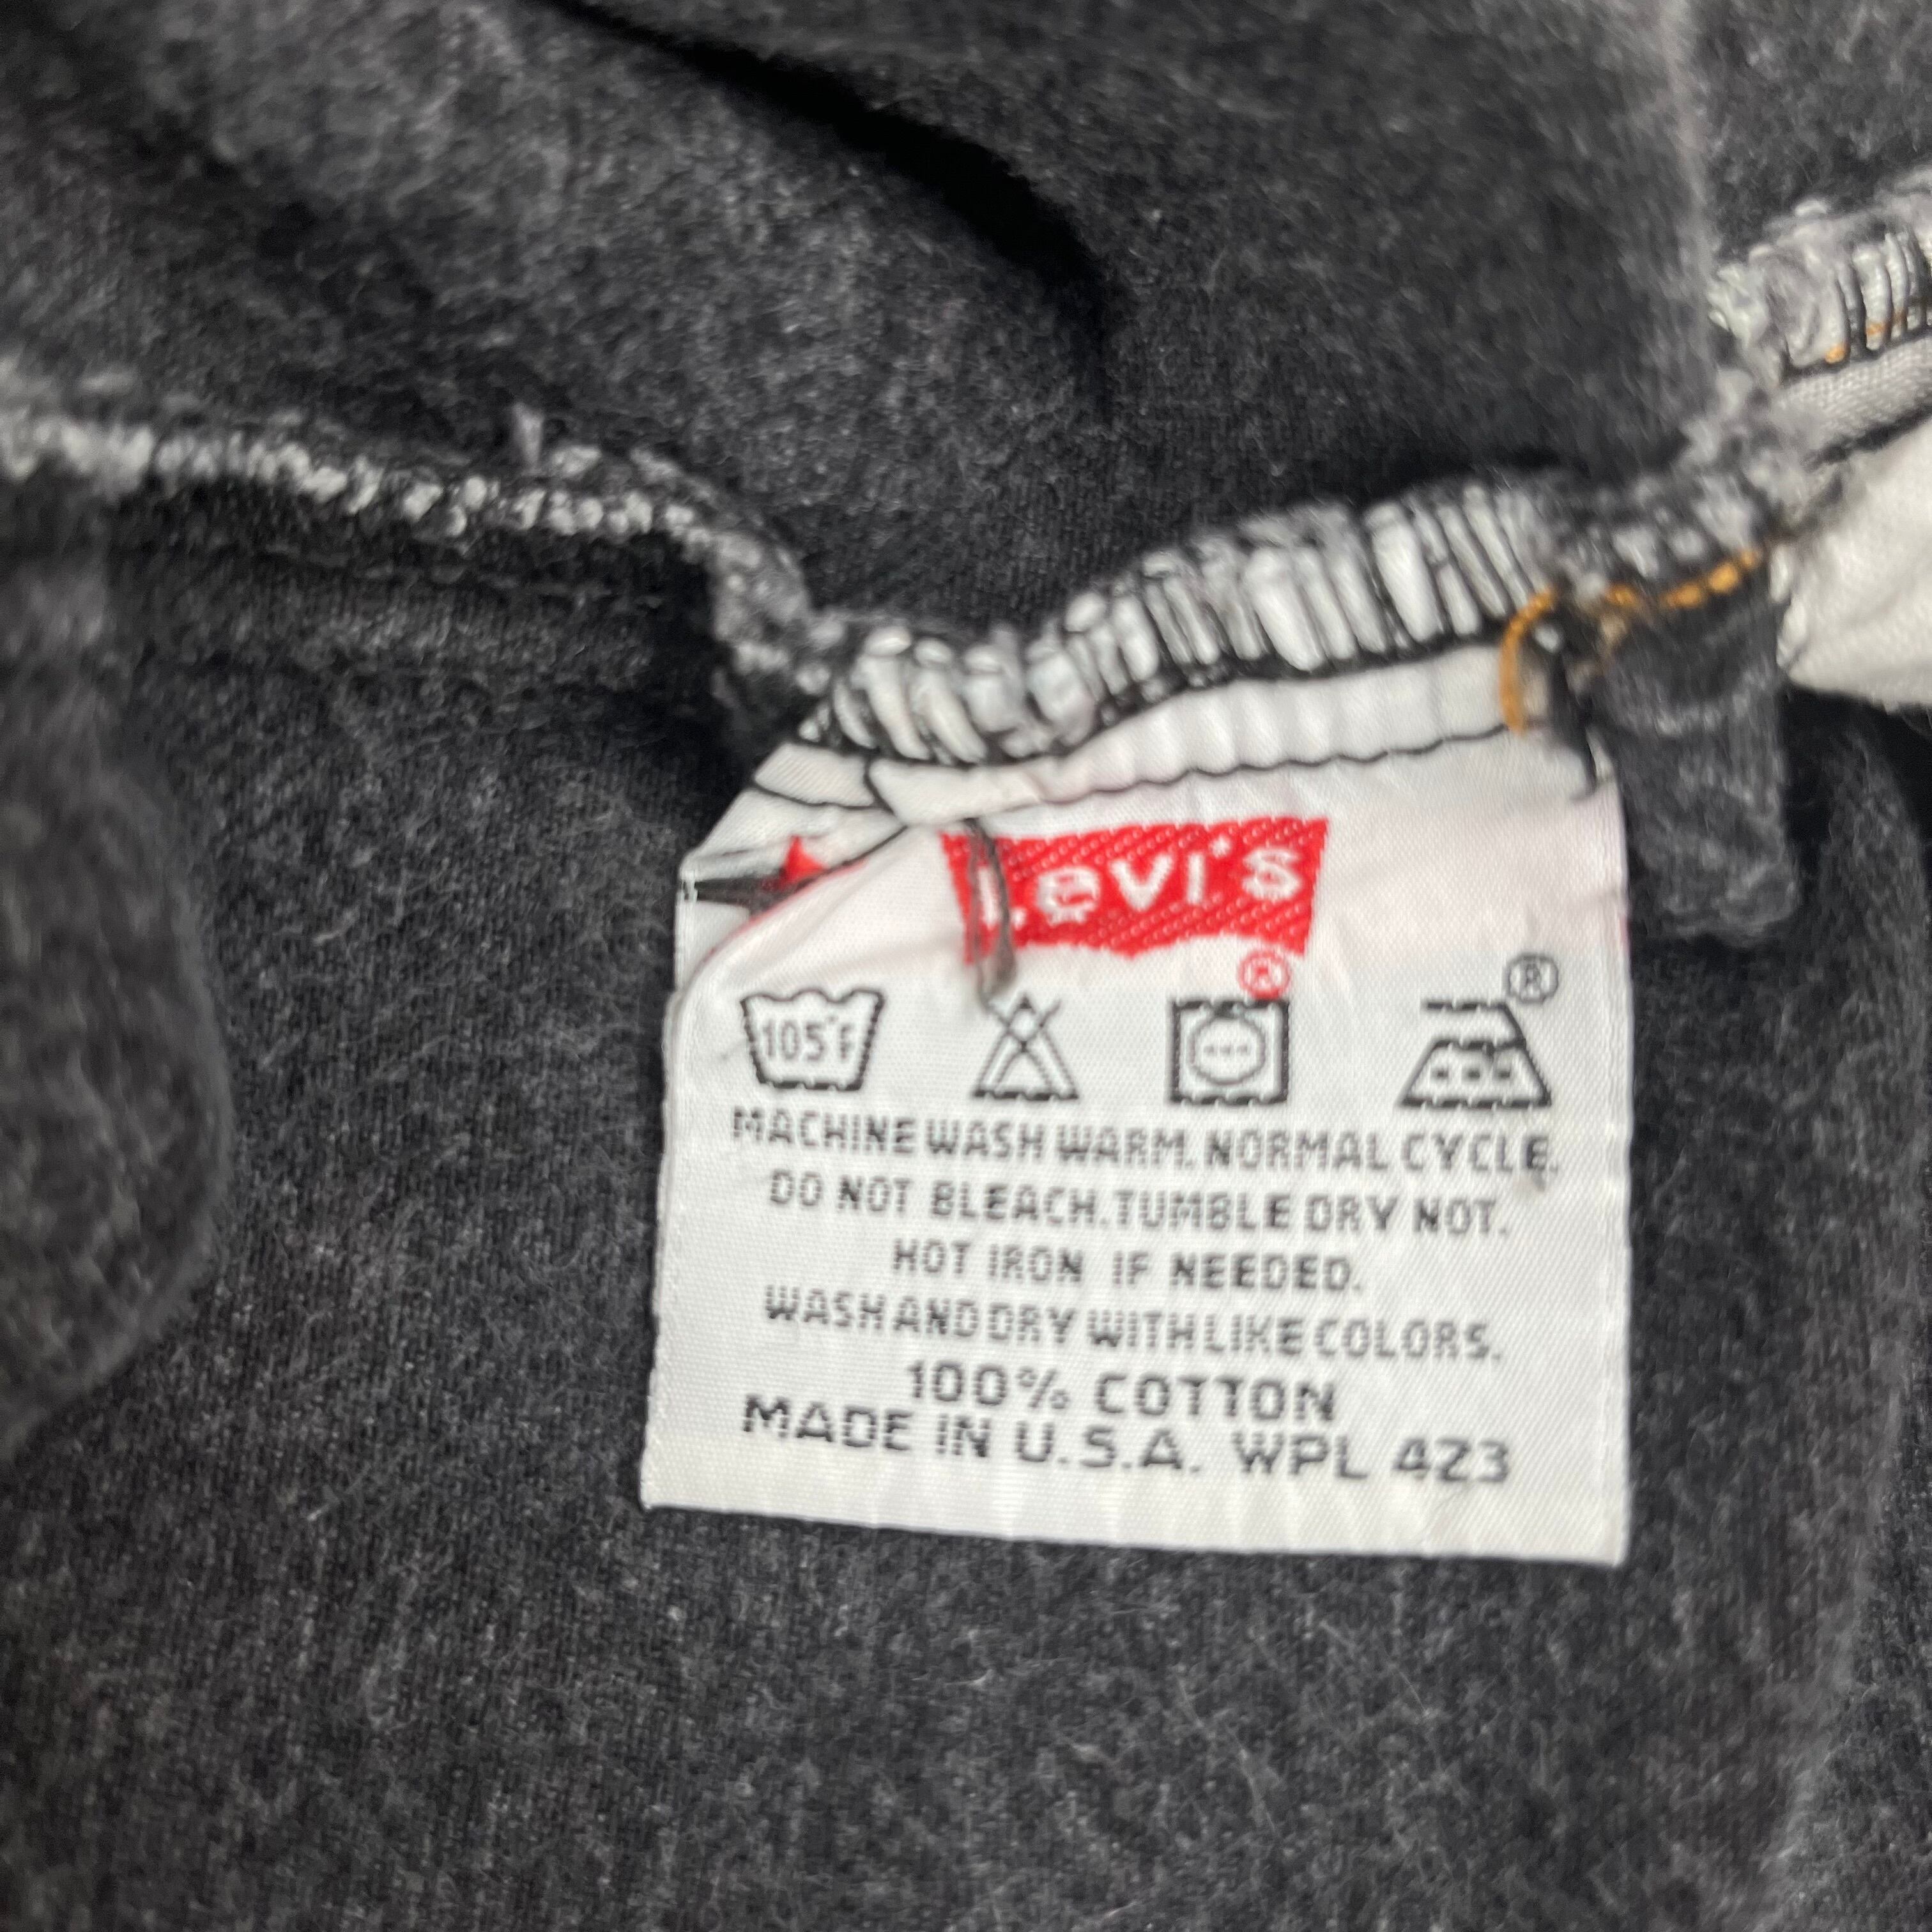 Levi's
®
®
105°F
MACHINE WASH WARM. NORMAL CYCLE.
DO NOT BLEACH. TUMBLE DRY HOT.
HOT IRON IF NEEDED.
WASH AND DRY WITH LIKE COLORS.
100% COTTON
MADE IN U.S.A. WPL 423